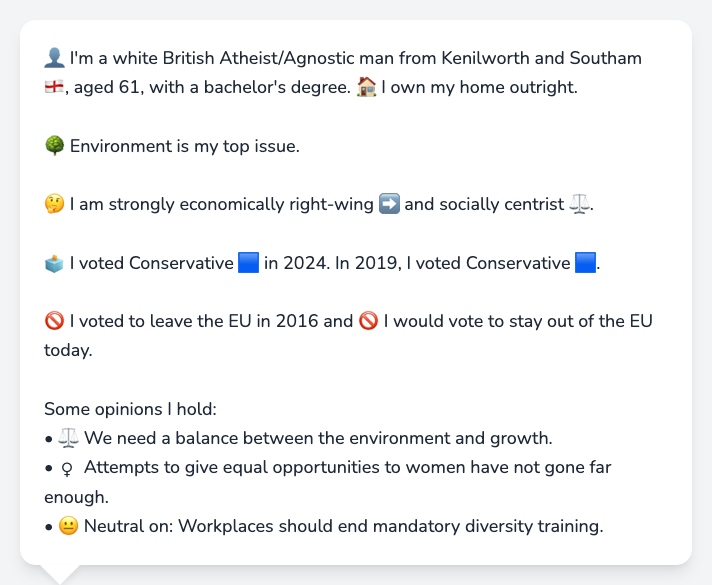 👤 I'm a white British Atheist/Agnostic man from Kenilworth and Southam
🏴󠁧󠁢󠁥󠁮󠁧󠁿, aged 61, with a bachelor's degree. 🏠 I own my home outright.
🌳 Environment is my top issue.
🤔 I am strongly economically right-wing ➡️ and socially centrist ⚖️.
🗳️ I voted Conservative 🟦 in 2024. In 2019, I voted Conservative 🟦.
🚫 I voted to leave the EU in 2016 and 🚫 I would vote to stay out of the EU
today.
Some opinions I hold:
• ⚖️ We need a balance between the environment and growth.
• ♀ Attempts to give equal opportunities to women have not gone far
enough.
• 😐 Neutral on: Workplaces should end mandatory diversity training.